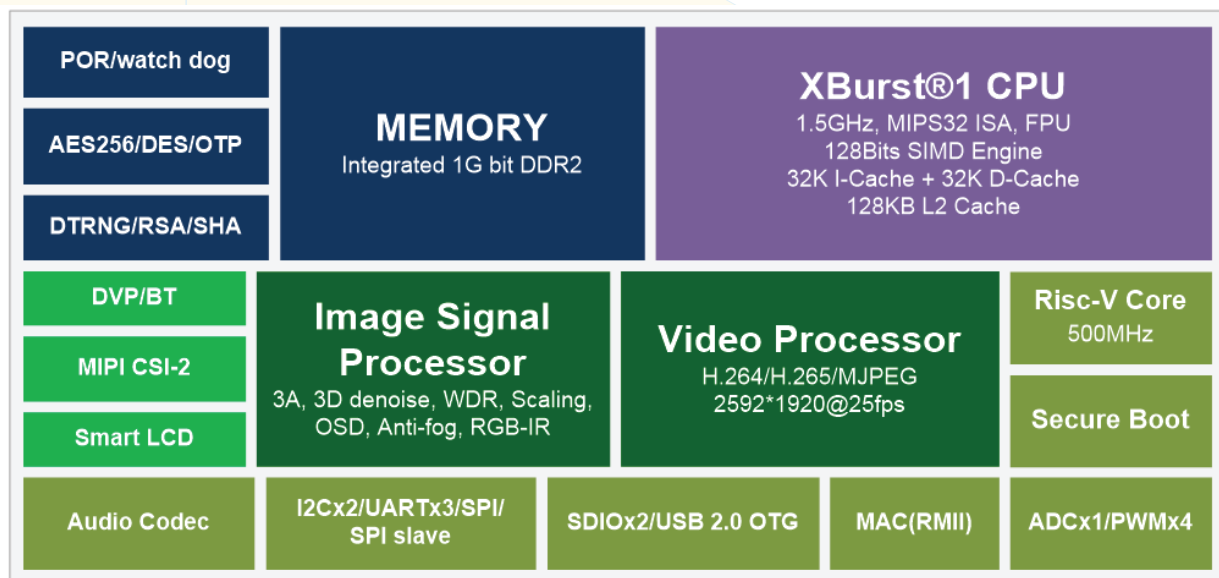 POR/watch dog
AES256/DES/OTP
DTRNG/RSA/SHA
MEMORY
Integrated 1G bit DDR2
XBurst®1 CPU
1.5GHz, MIPS32 ISA, FPU
128Bits SIMD Engine
32K I-Cache + 32K D-Cache
128KB L2 Cache
DVP/BT
MIPI CSI-2
Smart LCD
Image Signal
Processor
3A, 3D denoise, WDR, Scaling,
OSD, Anti-fog, RGB-IR
Video Processor
H.264/H.265/MJPEG
2592*1920@25fps
Risc-V Core
500MHz
Secure Boot
Audio Codec
I2Cx2/UARTx3/SPI/
SPI slave
SDIOx2/USB 2.0 OTG
MAC(RMII)
ADCx1/PWMx4